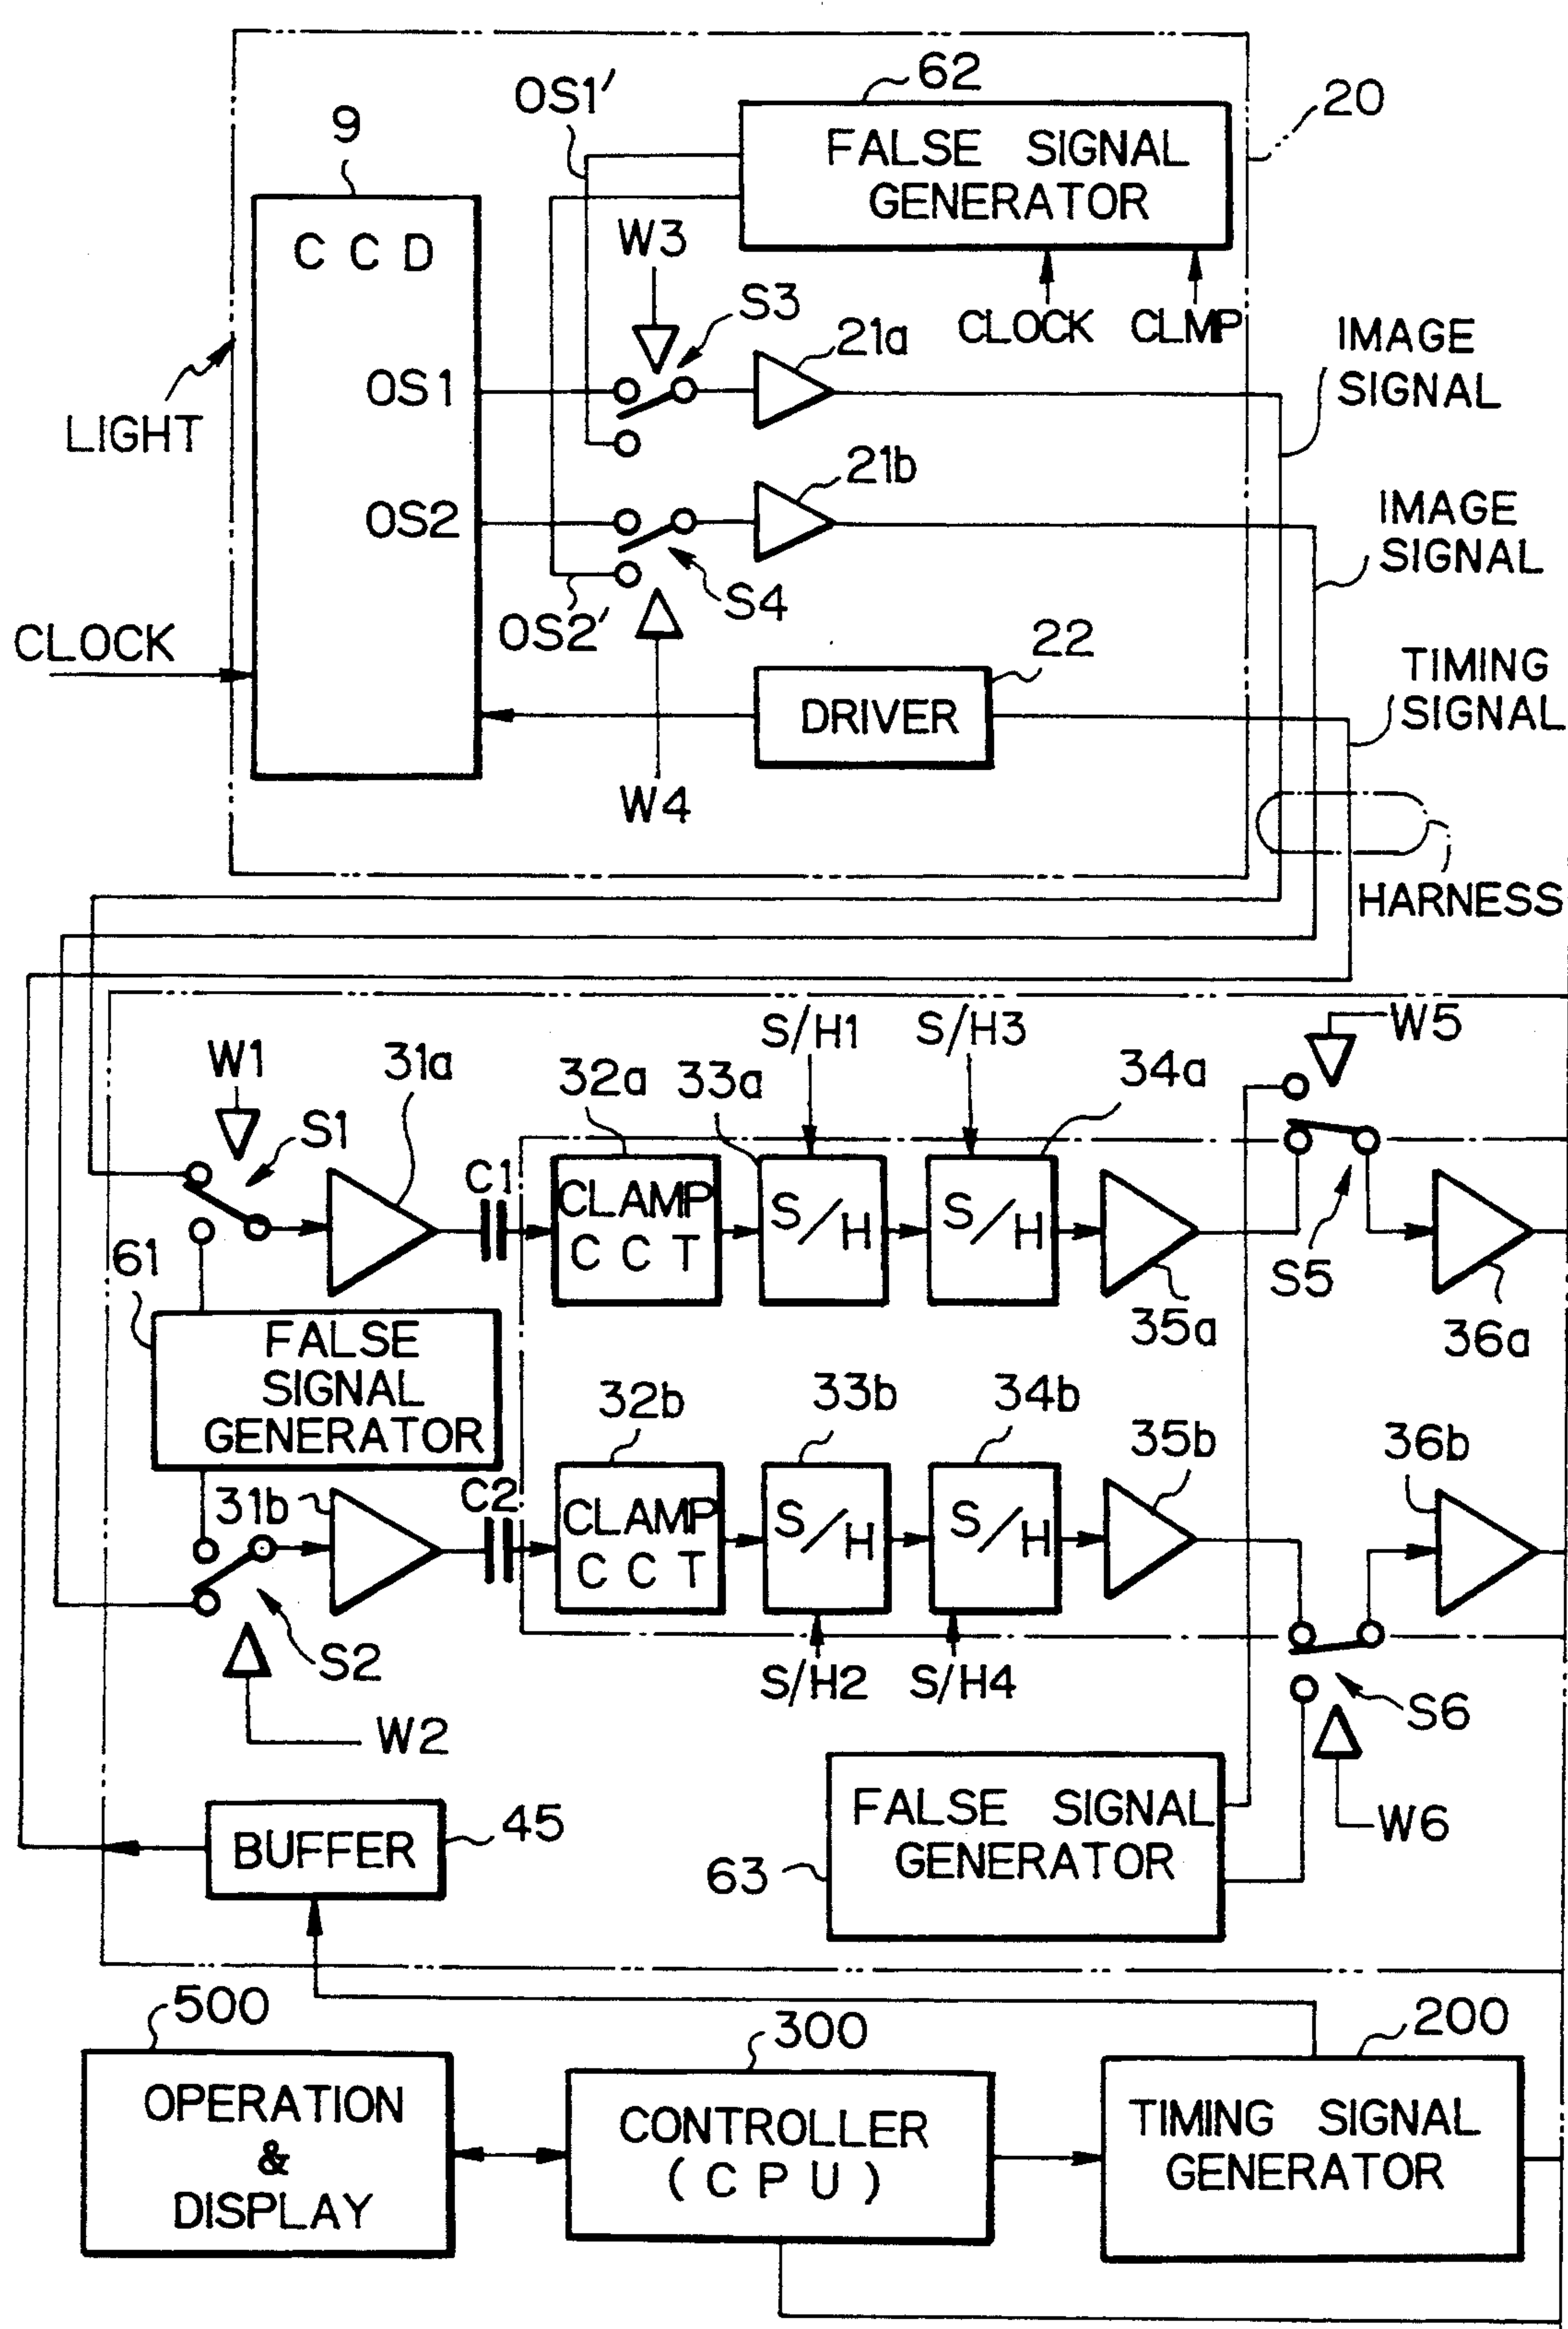 62
OS1′
20
9
FALSE SIGNAL
GENERATOR
W3
C C D
S3
21a
CLOCK
CLMP
IMAGE
SIGNAL
OS1
LIGHT
21b
IMAGE
SIGNAL
OS2
S4
OS2′
22
CLOCK
TIMING
SIGNAL
DRIVER
W4
HARNESS
S/H1
S/H3
W5
W1
31a
32a
33a
34a
S1
C1
CLAMP
C C T
S/H
S/H
61
S5
35a
36a
FALSE
SIGNAL
GENERATOR
32b
33b
34b
35b
36b
31b
C2
CLAMP
C C T
S/H
S/H
S2
S/H2
S/H4
S6
W2
FALSE SIGNAL
GENERATOR
W6
45
BUFFER
63
500
300
200
OPERATION
&
DISPLAY
CONTROLLER
(CPU)
TIMING SIGNAL
GENERATOR